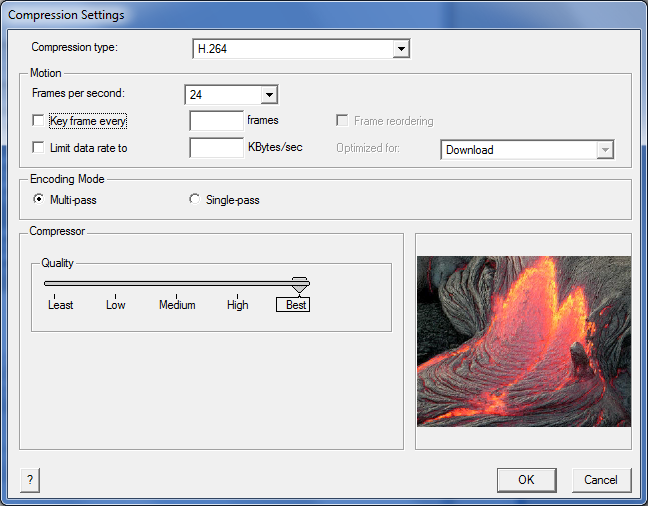 Compression Settings
Compression type: H.264
Motion
Frames per second: 24
Key frame every frames Frame reordering
Limit data rate to KBytes/sec Optimized for: Download
Encoding Mode
Multi-pass Single-pass
Compressor
Quality
Least Low Medium High Best
? OK Cancel